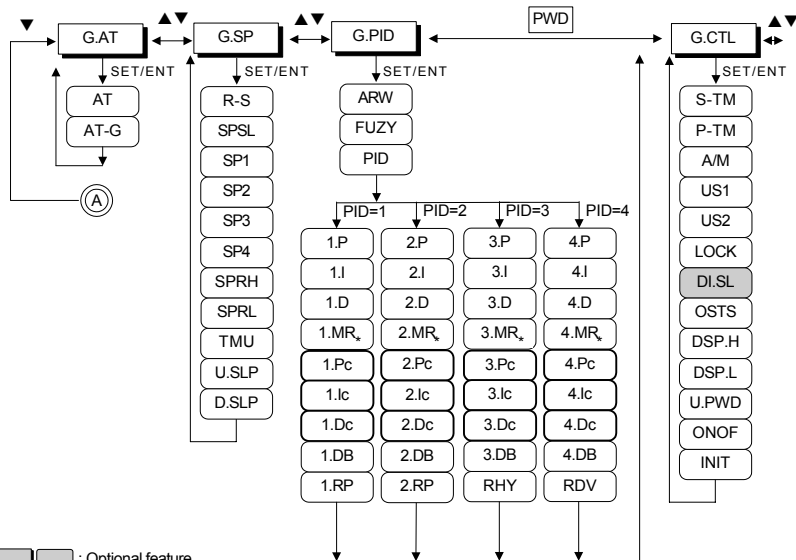 ▼ G.AT ▲▼ G.SP ▲▼ G.PID PWD G.CTL ▲▼
SET/ENT SET/ENT SET/ENT SET/ENT
AT
AT-G
A
R-S
SPSL
SP1
SP2
SP3
SP4
SPRH
SPRL
TMU
U.SLP
D.SLP
ARW
FUZY
PID
PID=1 PID=2 PID=3 PID=4
1.P 2.P 3.P 4.P
1.I 2.I 3.I 4.I
1.D 2.D 3.D 4.D
1.MR* 2.MR* 3.MR* 4.MR*
1.Pc 2.Pc 3.Pc 4.Pc
1.Ic 2.Ic 3.Ic 4.Ic
1.Dc 2.Dc 3.Dc 4.Dc
1.DB 2.DB 3.DB 4.DB
1.RP 2.RP RHY RDV
S-TM
P-TM
A/M
US1
US2
LOCK
DI.SL
OSTS
DSP.H
DSP.L
U.PWD
ONOF
INIT
: Optional feature